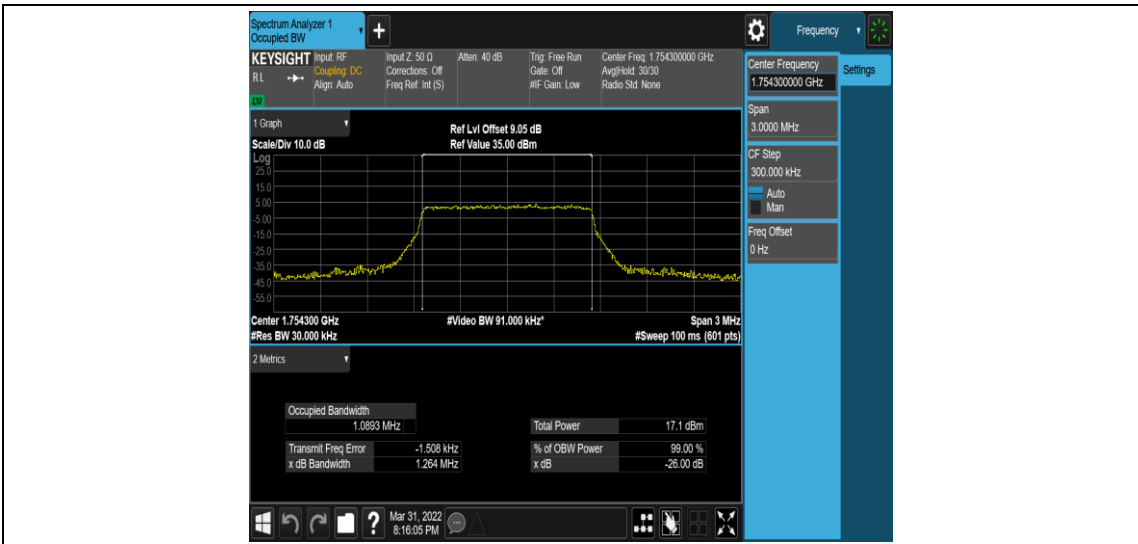 Spectrum Analyzer 1
Occupied BW
+
Frequency
KEYSIGHT
R L
Input: RF
Coupling: DC
Align: Auto
Input Z: 50 Ω
Corrections: Off
Freq Ref: Int (S)
Atten: 40 dB
Trig: Free Run
Gate: Off
#IF Gain: Low
Center Freq: 1.754300000 GHz
Avg|Hold: 30/30
Radio Std: None
Center Frequency
1.754300000 GHz
Settings
Span
3.0000 MHz
CF Step
300.000 kHz
Auto
Man
Freq Offset
0 Hz
1 Graph
Scale/Div 10.0 dB
Ref Lvl Offset 9.05 dB
Ref Value 35.00 dBm
Log
25.0
15.0
5.00
-5.00
-15.0
-25.0
-35.0
-45.0
-55.0
Center 1.754300 GHz
#Res BW 30.000 kHz
#Video BW 91.000 kHz*
Span 3 MHz
#Sweep 100 ms (601 pts)
2 Metrics
Occupied Bandwidth
1.0893 MHz
Total Power 17.1 dBm
Transmit Freq Error -1.508 kHz
% of OBW Power 99.00 %
x dB Bandwidth 1.264 MHz
x dB -26.00 dB
?
Mar 31, 2022
8:16:05 PM